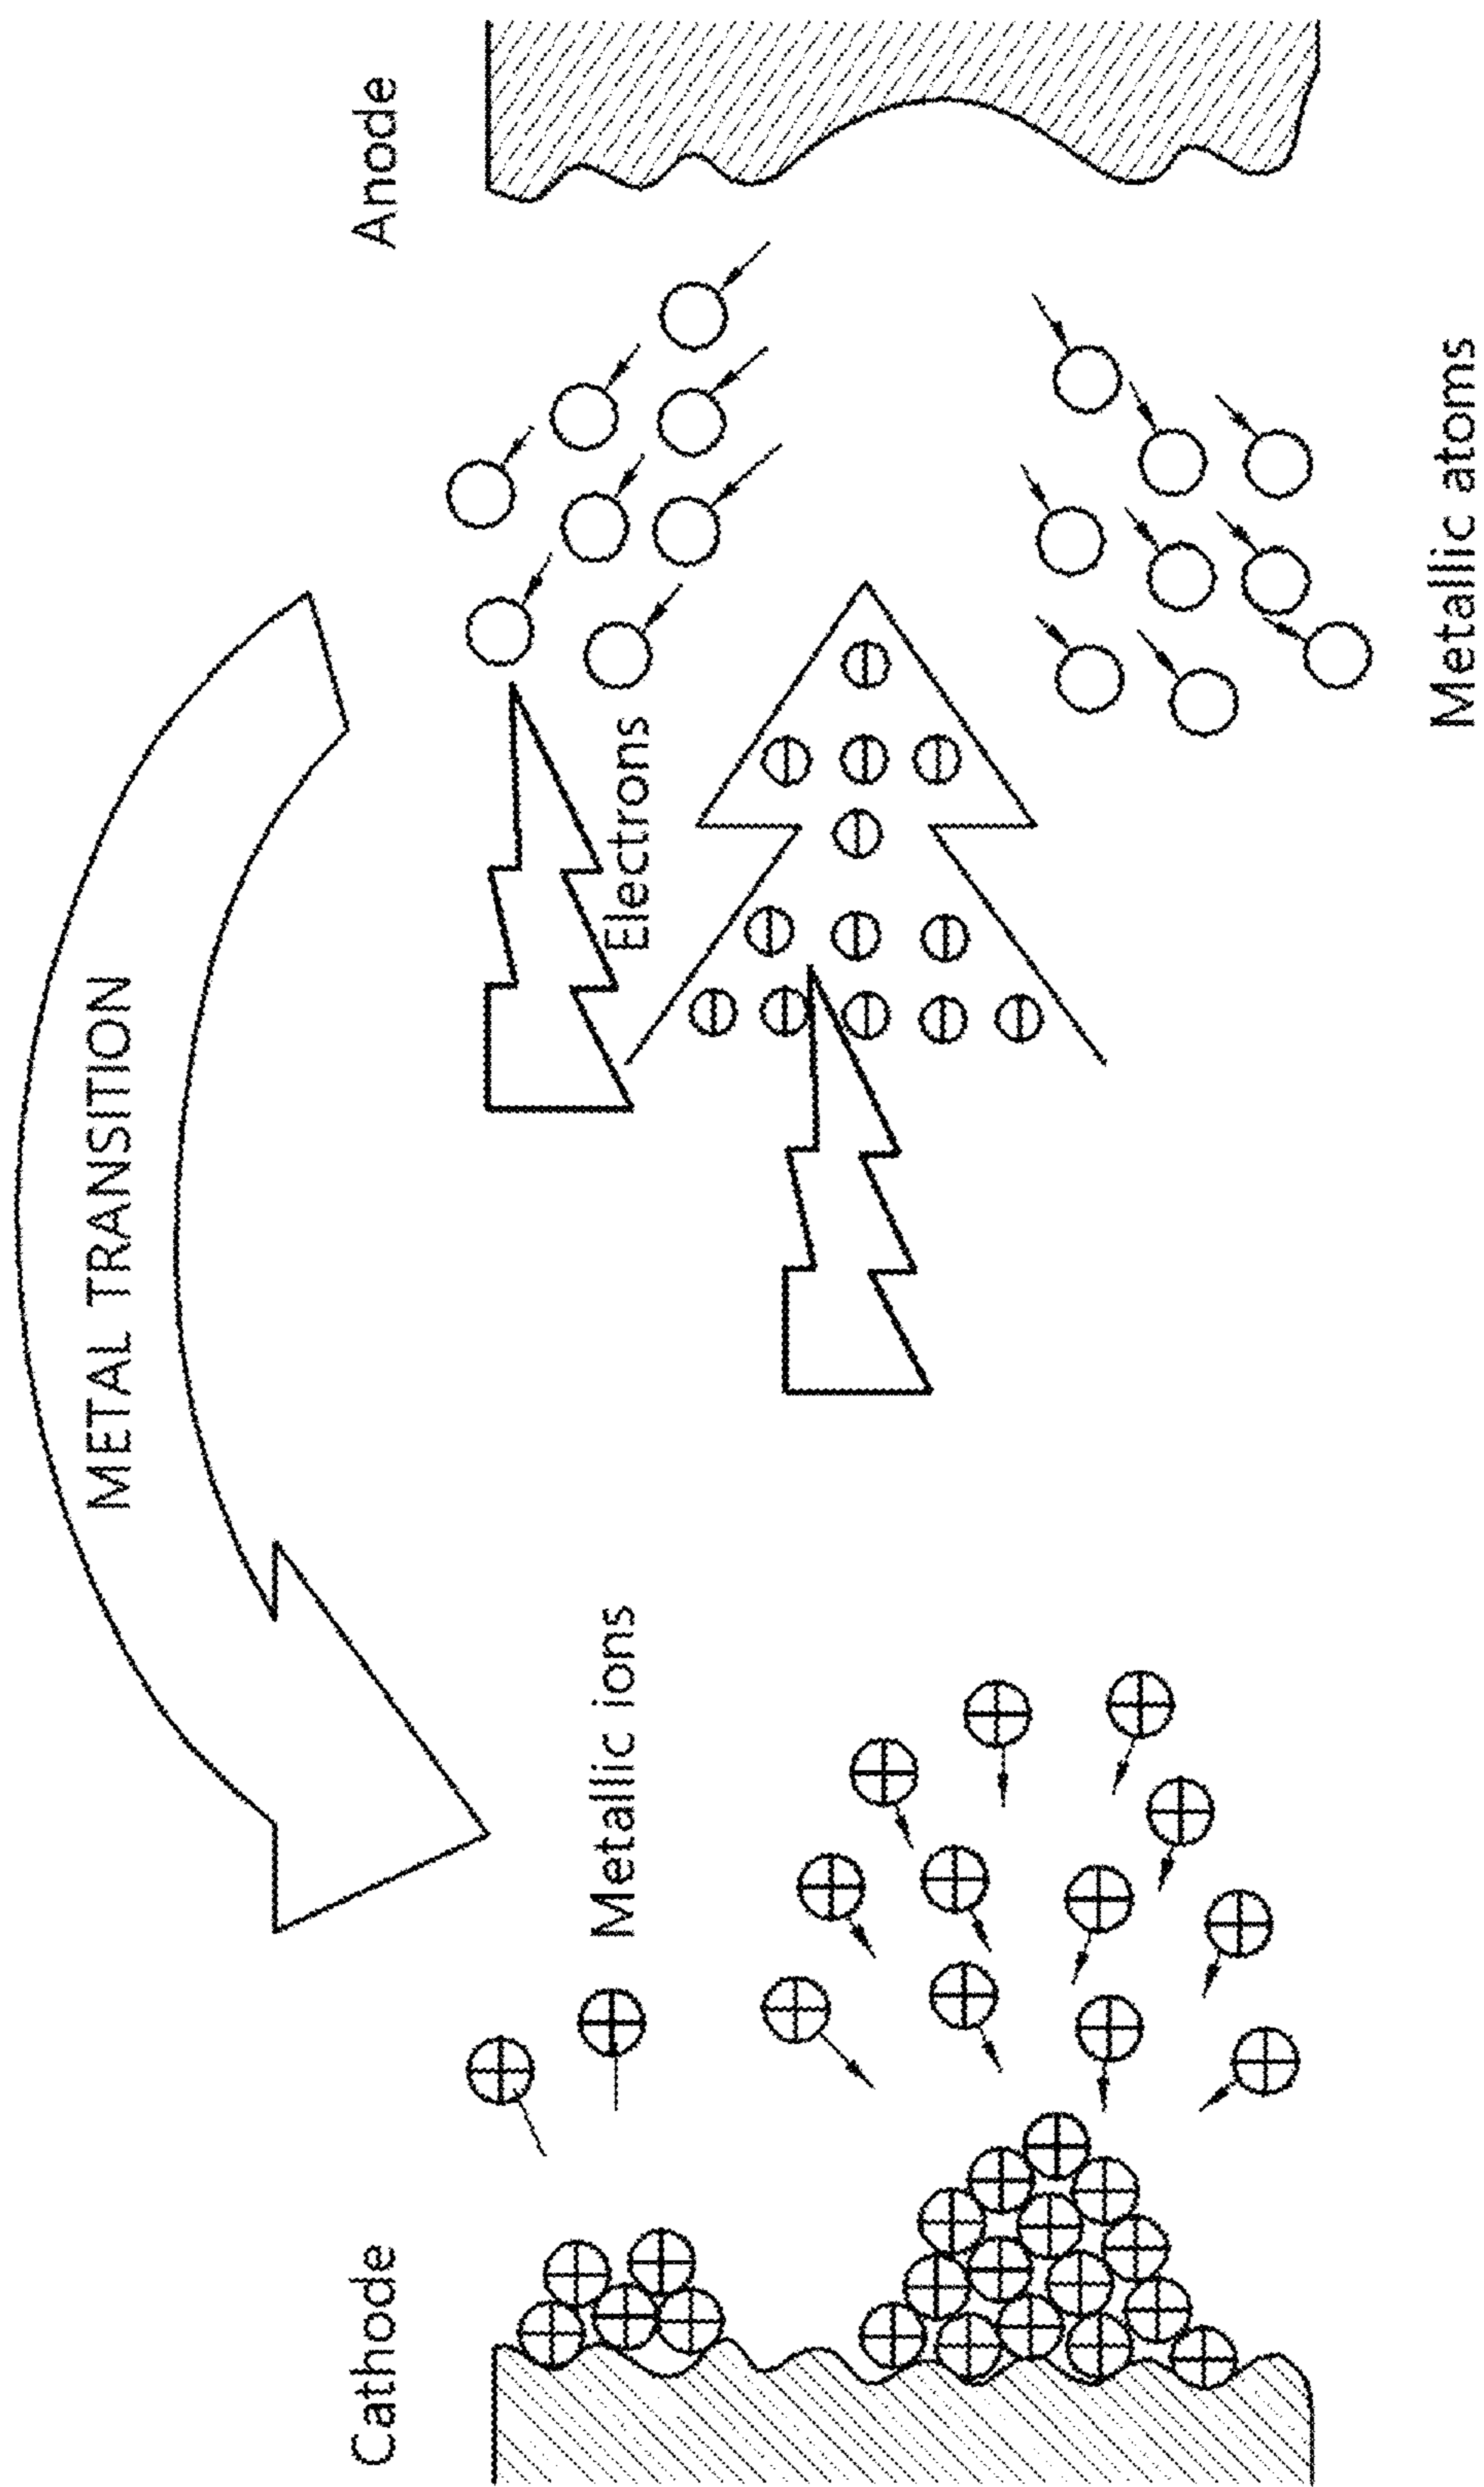 METAL TRANSITION
Cathode
Anode
Metallic ions
Electrons
Metallic atoms